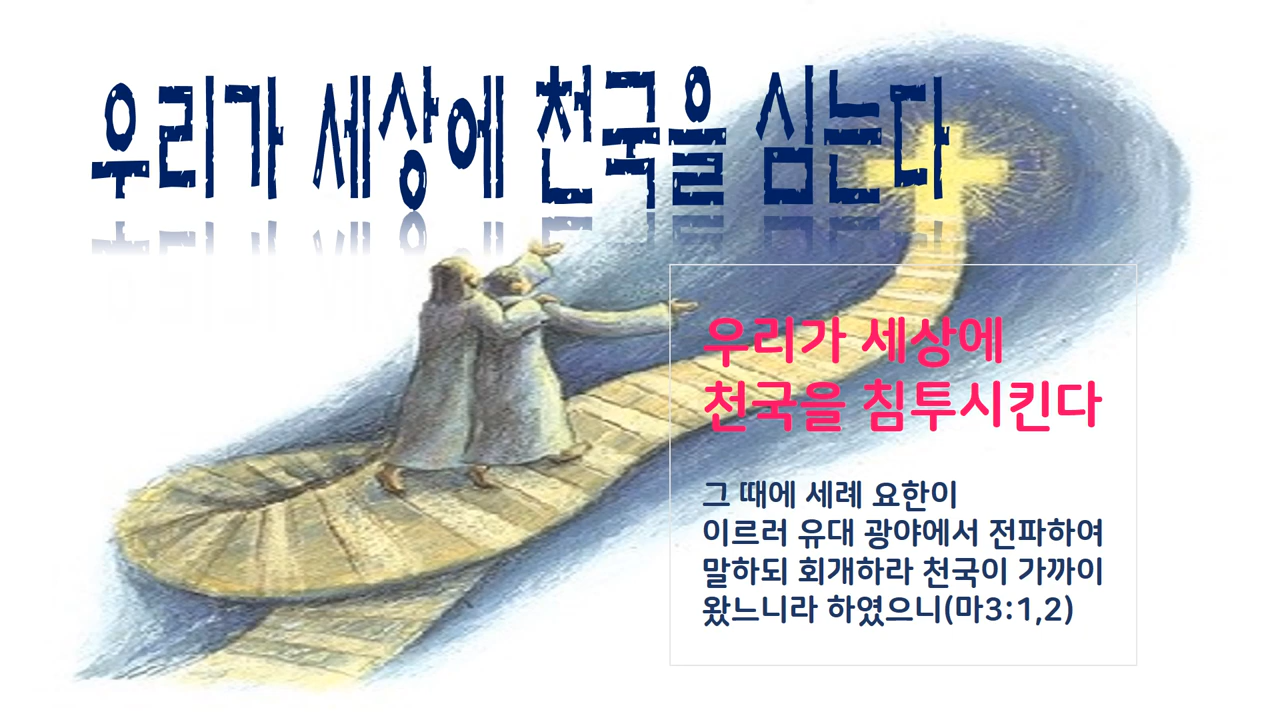 우리가 세상에 천국을 심는다
우리가 세상에
천국을 침투시킨다
그 때에 세례 요한이
이르러 유대 광야에서 전파하여
말하되 회개하라 천국이 가까이
왔느니라 하였으니(마3:1,2)